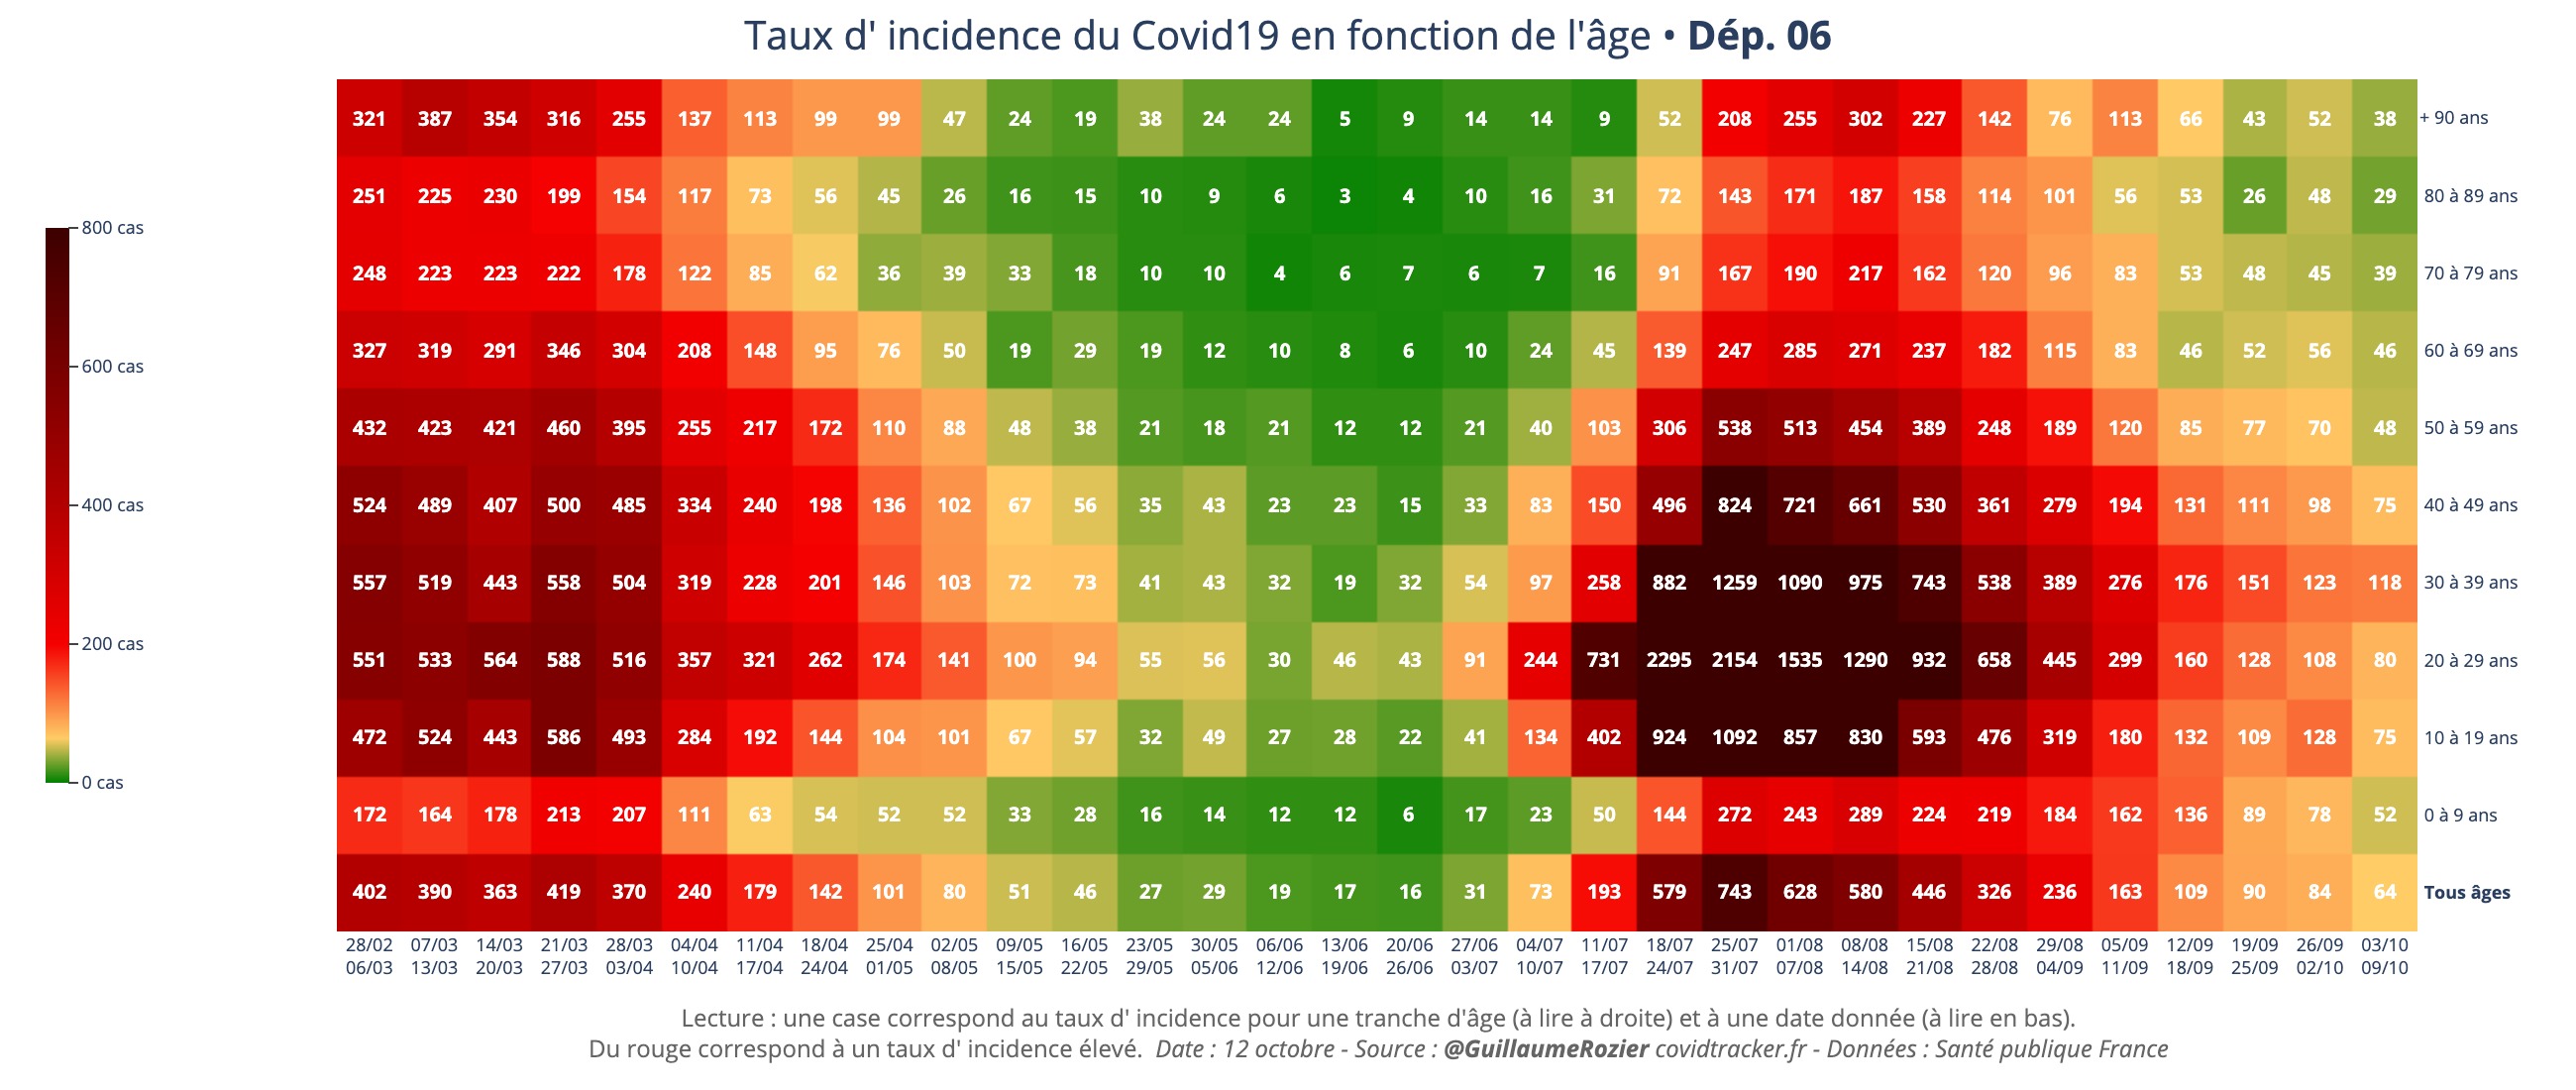 Taux d' incidence du Covid19 en fonction de l'âge • Dép. 06
321 387 354 316 255 137 113 99 99 47 24 19 38 24 24 5 9 14 14 9 52 208 255 302 227 142 76 113 66 43 52 38 + 90 ans
251 225 230 199 154 117 73 56 45 26 16 15 10 9 6 3 4 10 16 31 72 143 171 187 158 114 101 56 53 26 48 29 80 à 89 ans
800 cas
248 223 223 222 178 122 85 62 36 39 33 18 10 10 4 6 7 6 7 16 91 167 190 217 162 120 96 83 53 48 45 39 70 à 79 ans
327 319 291 346 304 208 148 95 76 50 19 29 19 12 10 8 6 10 24 45 139 247 285 271 237 182 115 83 46 52 56 46 60 à 69 ans
600 cas
432 423 421 460 395 255 217 172 110 88 48 38 21 18 21 12 12 21 40 103 306 538 513 454 389 248 189 120 85 77 70 48 50 à 59 ans
400 cas
524 489 407 500 485 334 240 198 136 102 67 56 35 43 23 23 15 33 83 150 496 824 721 661 530 361 279 194 131 111 98 75 40 à 49 ans
557 519 443 558 504 319 228 201 146 103 72 73 41 43 32 19 32 54 97 258 882 1259 1090 975 743 538 389 276 176 151 123 118 30 à 39 ans
200 cas
551 533 564 588 516 357 321 262 174 141 100 94 55 56 30 46 43 91 244 731 2295 2154 1535 1290 932 658 445 299 160 128 108 80 20 à 29 ans
472 524 443 586 493 284 192 144 104 101 67 57 32 49 27 28 22 41 134 402 924 1092 857 830 593 476 319 180 132 109 128 75 10 à 19 ans
0 cas
172 164 178 213 207 111 63 54 52 52 33 28 16 14 12 12 6 17 23 50 144 272 243 289 224 219 184 162 136 89 78 52 0 à 9 ans
402 390 363 419 370 240 179 142 101 80 51 46 27 29 19 17 16 31 73 193 579 743 628 580 446 326 236 163 109 90 84 64 Tous âges
28/02 07/03 14/03 21/03 28/03 04/04 11/04 18/04 25/04 02/05 09/05 16/05 23/05 30/05 06/06 13/06 20/06 27/06 04/07 11/07 18/07 25/07 01/08 08/08 15/08 22/08 29/08 05/09 12/09 19/09 26/09 03/10
06/03 13/03 20/03 27/03 03/04 10/04 17/04 24/04 01/05 08/05 15/05 22/05 29/05 05/06 12/06 19/06 26/06 03/07 10/07 17/07 24/07 31/07 07/08 14/08 21/08 28/08 04/09 11/09 18/09 25/09 02/10 09/10
Lecture : une case correspond au taux d' incidence pour une tranche d'âge (à lire à droite) et à une date donnée (à lire en bas).
Du rouge correspond à un taux d' incidence élevé. Date : 12 octobre - Source : @GuillaumeRozier covidtracker.fr - Données : Santé publique France